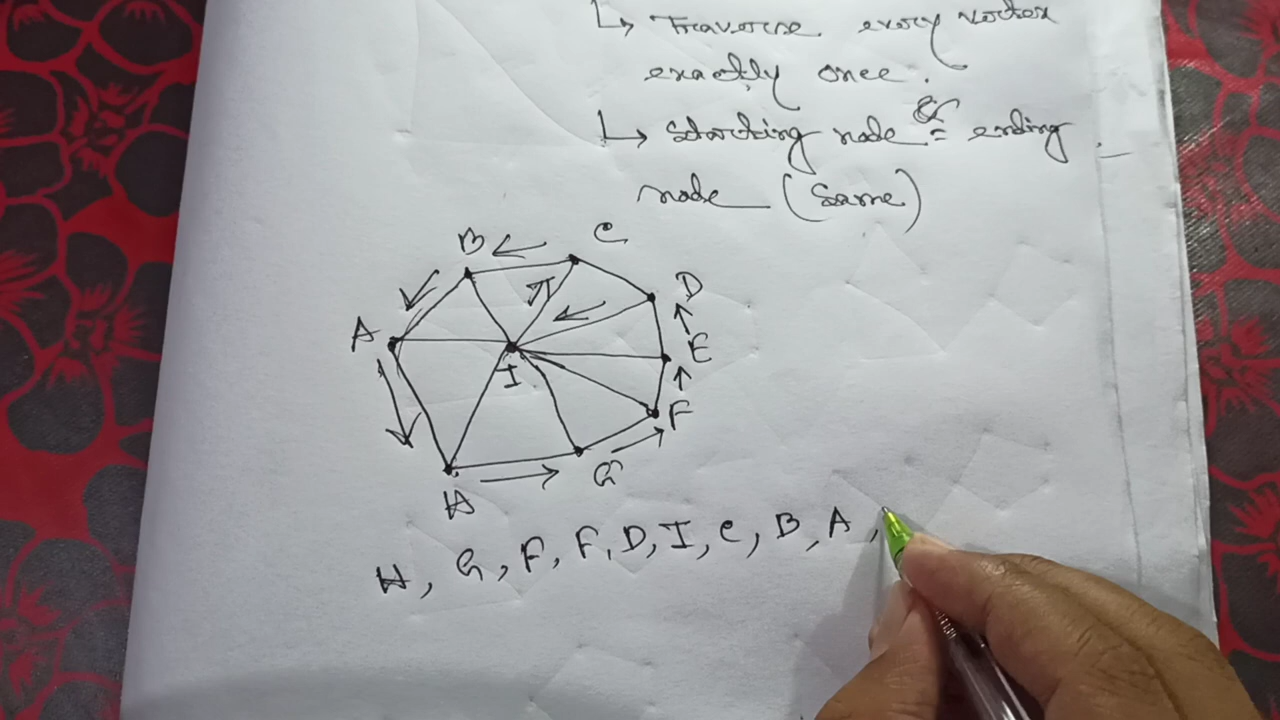 ↳ Traverse every vertex
exactly once.
↳ Starting node & ending
node (Same)
B C
A D
I E
F
H G
H, G, F, F, D, I, C, B, A,